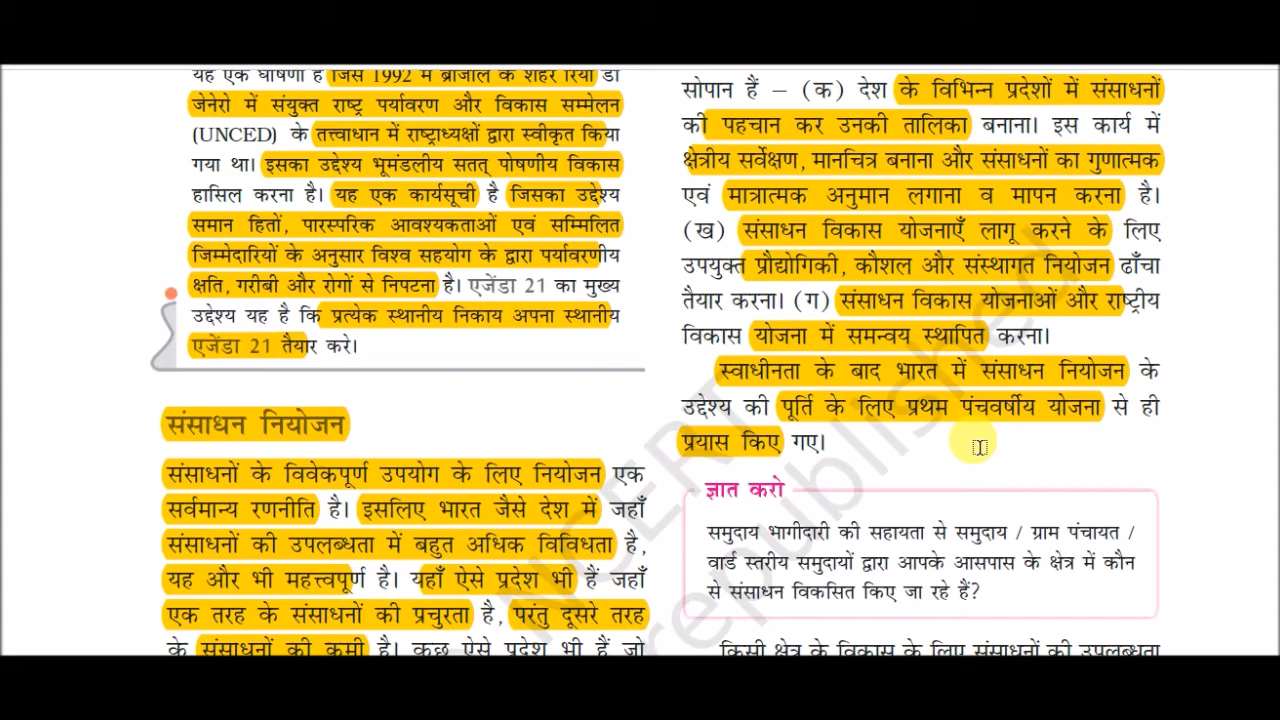 यह एक घोषणा है जिसे 1992 में ब्राजील के शहर रियो डी
जेनेरो में संयुक्त राष्ट्र पर्यावरण और विकास सम्मेलन
(UNCED) के तत्त्वाधान में राष्ट्राध्यक्षों द्वारा स्वीकृत किया
गया था। इसका उद्देश्य भूमंडलीय सतत् पोषणीय विकास
हासिल करना है। यह एक कार्यसूची है जिसका उद्देश्य
समान हितों, पारस्परिक आवश्यकताओं एवं सम्मिलित
जिम्मेदारियों के अनुसार विश्व सहयोग के द्वारा पर्यावरणीय
क्षति, गरीबी और रोगों से निपटना है। एजेंडा 21 का मुख्य
उद्देश्य यह है कि प्रत्येक स्थानीय निकाय अपना स्थानीय
एजेंडा 21 तैयार करे।
संसाधन नियोजन
संसाधनों के विवेकपूर्ण उपयोग के लिए नियोजन एक
सर्वमान्य रणनीति है। इसलिए भारत जैसे देश में जहाँ
संसाधनों की उपलब्धता में बहुत अधिक विविधता है,
यह और भी महत्त्वपूर्ण है। यहाँ ऐसे प्रदेश भी हैं जहाँ
एक तरह के संसाधनों की प्रचुरता है, परंतु दूसरे तरह
के संसाधनों की कमी है। कुछ ऐसे प्रदेश भी हैं जो
सोपान हैं – (क) देश के विभिन्न प्रदेशों में संसाधनों
की पहचान कर उनकी तालिका बनाना। इस कार्य में
क्षेत्रीय सर्वेक्षण, मानचित्र बनाना और संसाधनों का गुणात्मक
एवं मात्रात्मक अनुमान लगाना व मापन करना है।
(ख) संसाधन विकास योजनाएँ लागू करने के लिए
उपयुक्त प्रौद्योगिकी, कौशल और संस्थागत नियोजन ढाँचा
तैयार करना। (ग) संसाधन विकास योजनाओं और राष्ट्रीय
विकास योजना में समन्वय स्थापित करना।
स्वाधीनता के बाद भारत में संसाधन नियोजन के
उद्देश्य की पूर्ति के लिए प्रथम पंचवर्षीय योजना से ही
प्रयास किए गए।
ज्ञात करो
समुदाय भागीदारी की सहायता से समुदाय / ग्राम पंचायत /
वार्ड स्तरीय समुदायों द्वारा आपके आसपास के क्षेत्र में कौन
से संसाधन विकसित किए जा रहे हैं?
किसी क्षेत्र के विकास के लिए संसाधनों की उपलब्धता
NCERT
republished